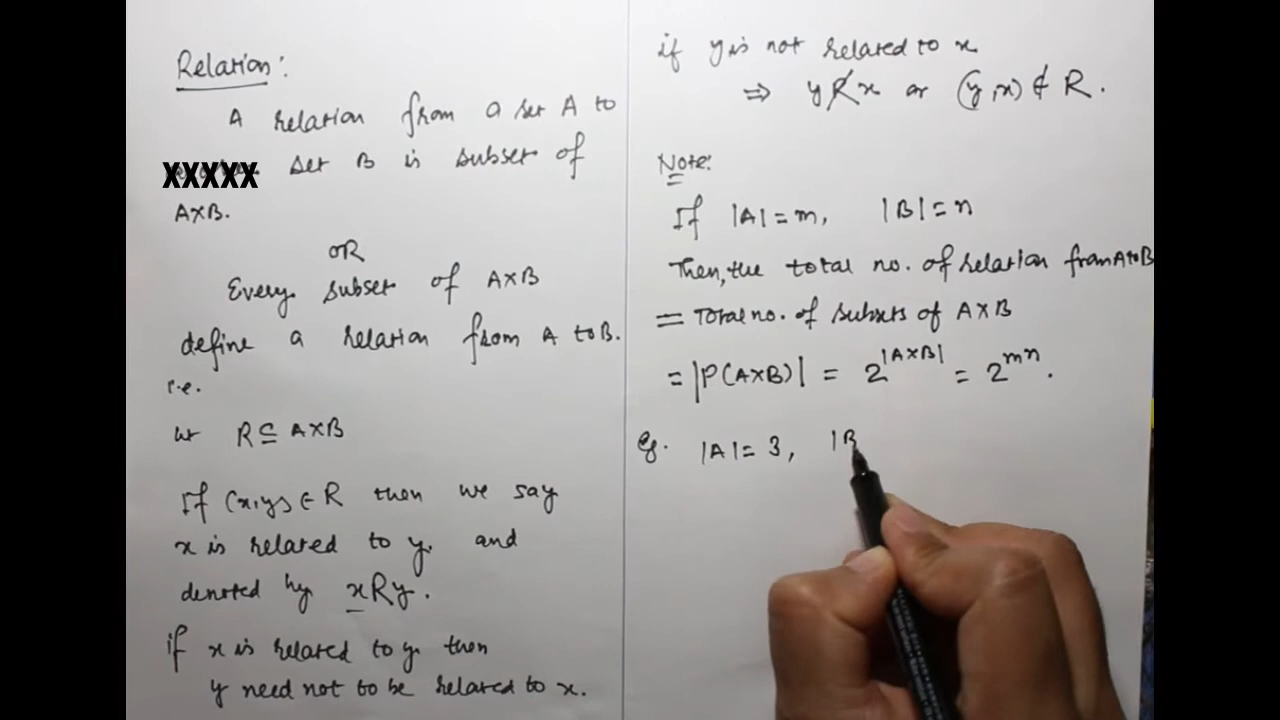 Relation:
A relation from a set A to
XXXXX set B is subset of
A×B.
OR
Every subset of A×B
define a relation from A to B.
i.e.
let R ⊆ A×B
If (x,y) ∈ R then we say
x is related to y. and
denoted by xRy.
if x is related to y then
y need not to be related to x.
if y is not related to x
⇒ y R̸ x or (y,x) ∉ R.
Note:
If |A| = m, |B| = n
Then, the total no. of relation from A to B
= Total no. of subsets of A×B
= |P(A×B)| = 2^|A×B| = 2^mn.
eg. |A| = 3, |B